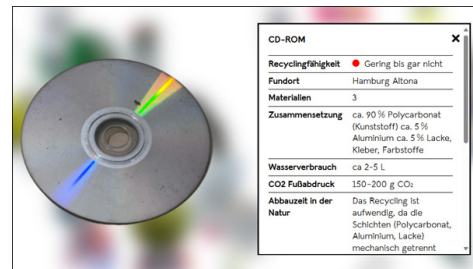 CD-ROM ×
Recyclingfähigkeit Gering bis gar nicht
Fundort Hamburg Altona
Materialien 3
Zusammensetzung ca. 90 % Polycarbonat
(Kunststoff) ca. 5 %
Aluminium ca. 5 % Lacke,
Kleber, Farbstoffe
Wasserverbrauch ca 2-5 L
CO2 Fußabdruck 150-200 g CO₂
Abbauzeit in der Das Recycling ist
Natur aufwendig, da die
Schichten (Polycarbonat,
Aluminium, Lacke)
mechanisch getrennt